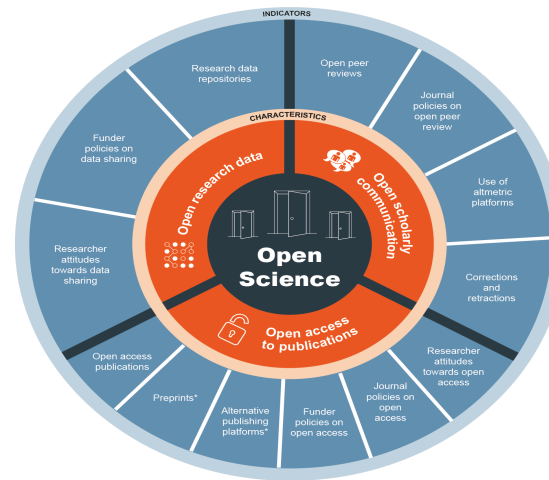 INDICATORS
Research data
repositories
Open peer
reviews
Journal
policies on
open peer
review
Use of
altmetric
platforms
Corrections
and
retractions
Researcher
attitudes
towards open
access
Journal
policies on
open
access
Funder
policies on
open access
Alternative
publishing
platforms*
Preprints*
Open access
publications
Researcher
attitudes
towards data
sharing
Funder
policies on
data sharing
CHARACTERISTICS
Open research data
Open scholarly
communication
Open access
to publications
Open
Science